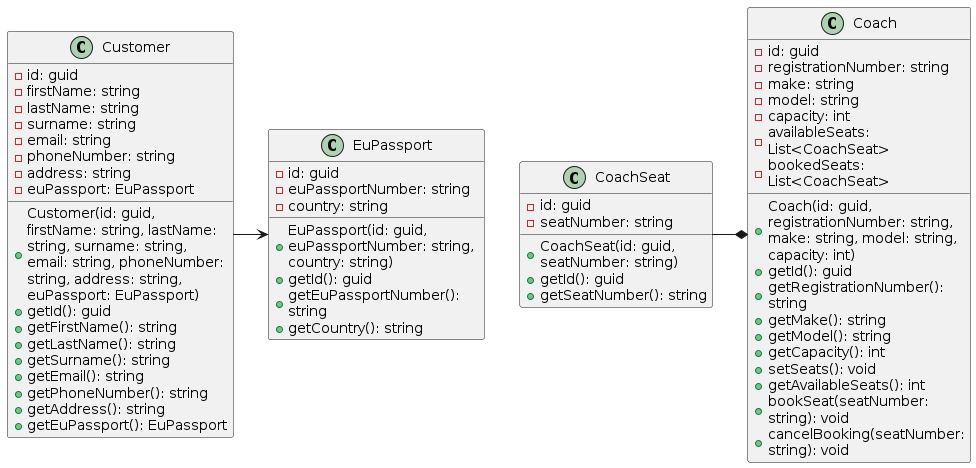 C Customer
id: guid
firstName: string
lastName: string
surname: string
email: string
phoneNumber: string
address: string
euPassport: EuPassport
Customer(id: guid,
firstName: string, lastName:
string, surname: string,
email: string, phoneNumber:
string, address: string,
euPassport: EuPassport)
getId(): guid
getFirstName(): string
getLastName(): string
getSurname(): string
getEmail(): string
getPhoneNumber(): string
getAddress(): string
getEuPassport(): EuPassport
C EuPassport
id: guid
euPassportNumber: string
country: string
EuPassport(id: guid,
euPassportNumber: string,
country: string)
getId(): guid
getEuPassportNumber():
string
getCountry(): string
C CoachSeat
id: guid
seatNumber: string
CoachSeat(id: guid,
seatNumber: string)
getId(): guid
getSeatNumber(): string
C Coach
id: guid
registrationNumber: string
make: string
model: string
capacity: int
availableSeats:
List<CoachSeat>
bookedSeats:
List<CoachSeat>
Coach(id: guid,
registrationNumber: string,
make: string, model: string,
capacity: int)
getId(): guid
getRegistrationNumber():
string
getMake(): string
getModel(): string
getCapacity(): int
setSeats(): void
getAvailableSeats(): int
bookSeat(seatNumber:
string): void
cancelBooking(seatNumber:
string): void